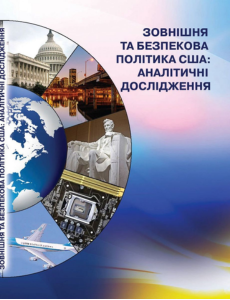 ЗОВНІШНЯ
ТА БЕЗПЕКОВА
ПОЛІТИКА США:
АНАЛІТИЧНІ
ДОСЛІДЖЕННЯ
ЗОВНІШНЯ ТА БЕЗПЕКОВА ПОЛІТИКА США: АНАЛІТИЧНІ ДОСЛІДЖЕННЯ